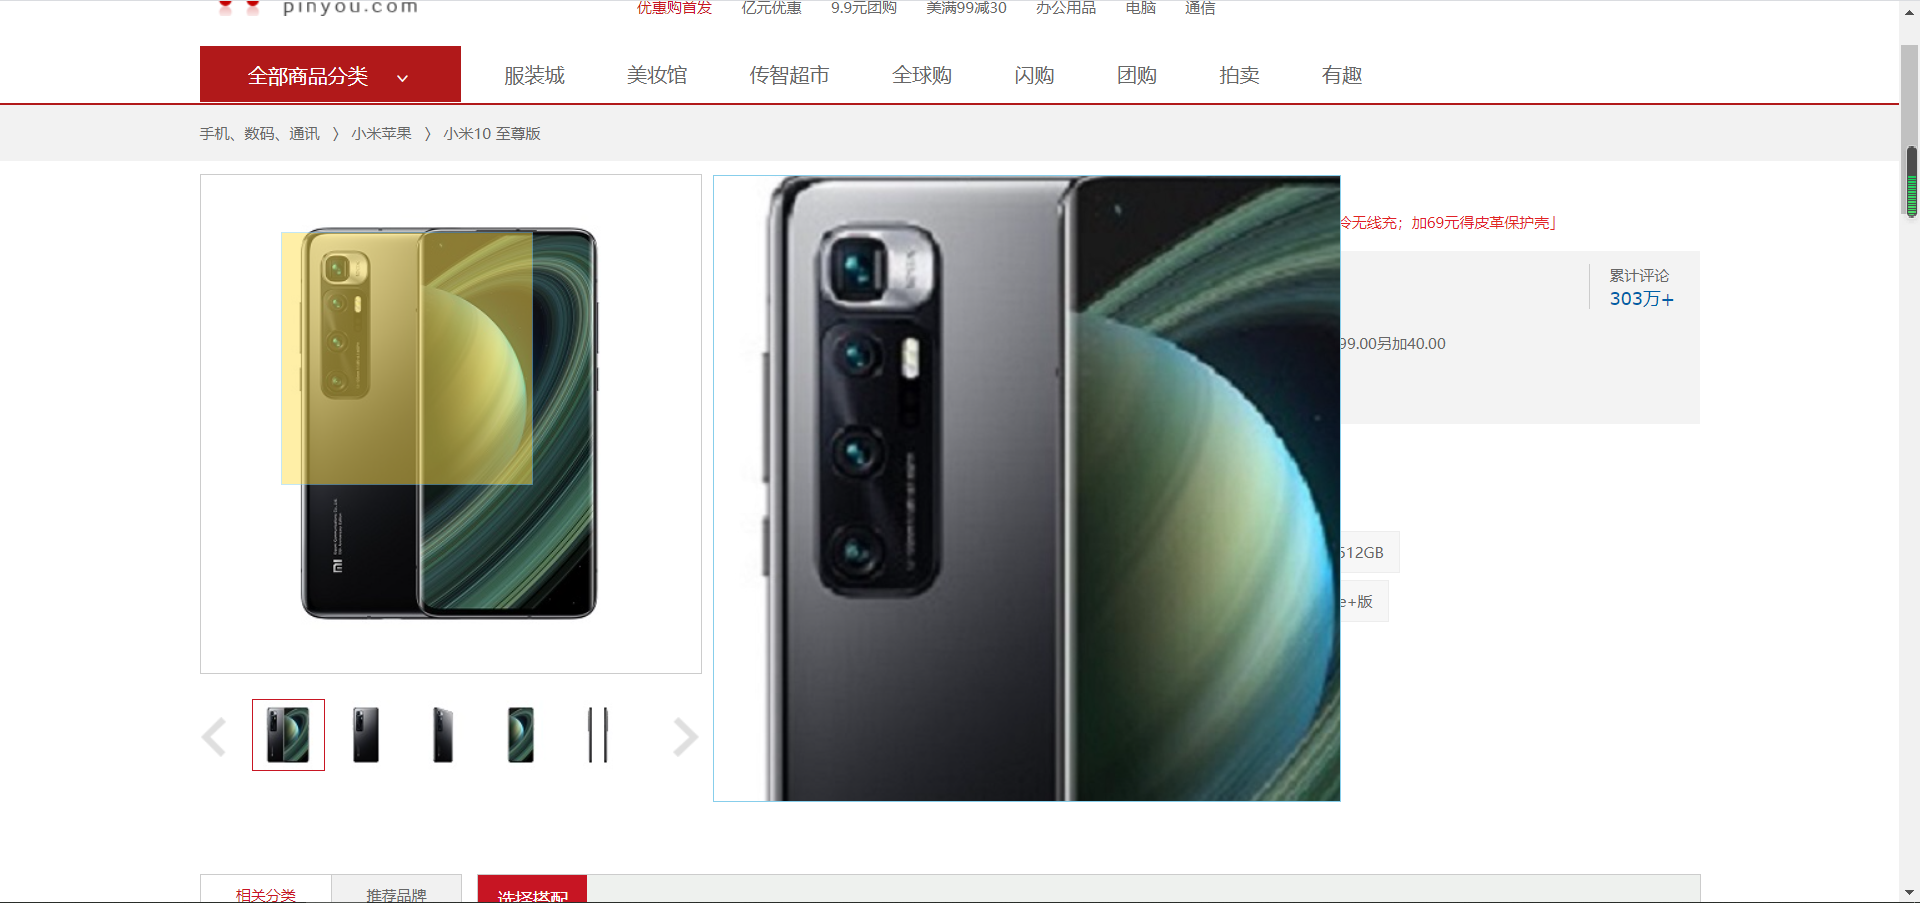 pinyou.com
优惠购首发 亿元优惠 9.9元团购 美满99减30 办公用品 电脑 通信
全部商品分类 服装城 美妆馆 传智超市 全球购 闪购 团购 拍卖 有趣
手机、数码、通讯 〉 小米苹果 〉 小米10 至尊版
冷无线充；加69元得皮革保护壳」
累计评论
303万+
99.00另加40.00
512GB
e+版
相关分类 推荐品牌 选择搭配